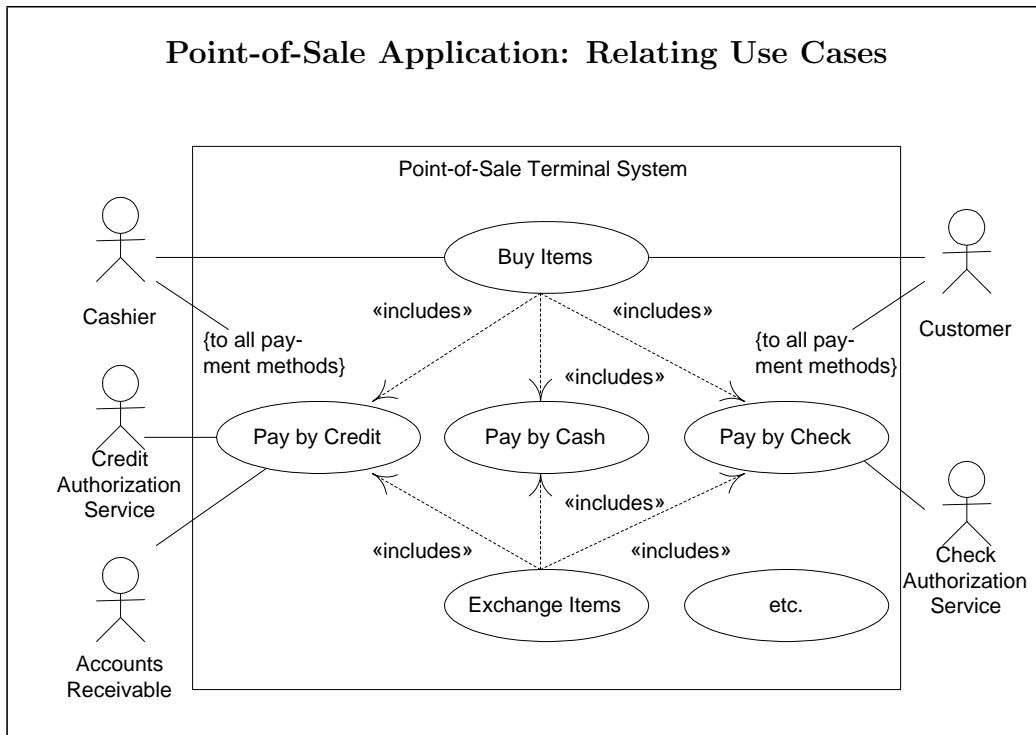 Point-of-Sale Application: Relating Use Cases
Point-of-Sale Terminal System
Buy Items
Cashier
«includes»
«includes»
Customer
{to all pay-
ment methods}
{to all pay-
ment methods}
«includes»
Pay by Credit
Pay by Cash
Pay by Check
Credit
Authorization
Service
«includes»
«includes»
«includes»
Check
Authorization
Service
Exchange Items
etc.
Accounts
Receivable